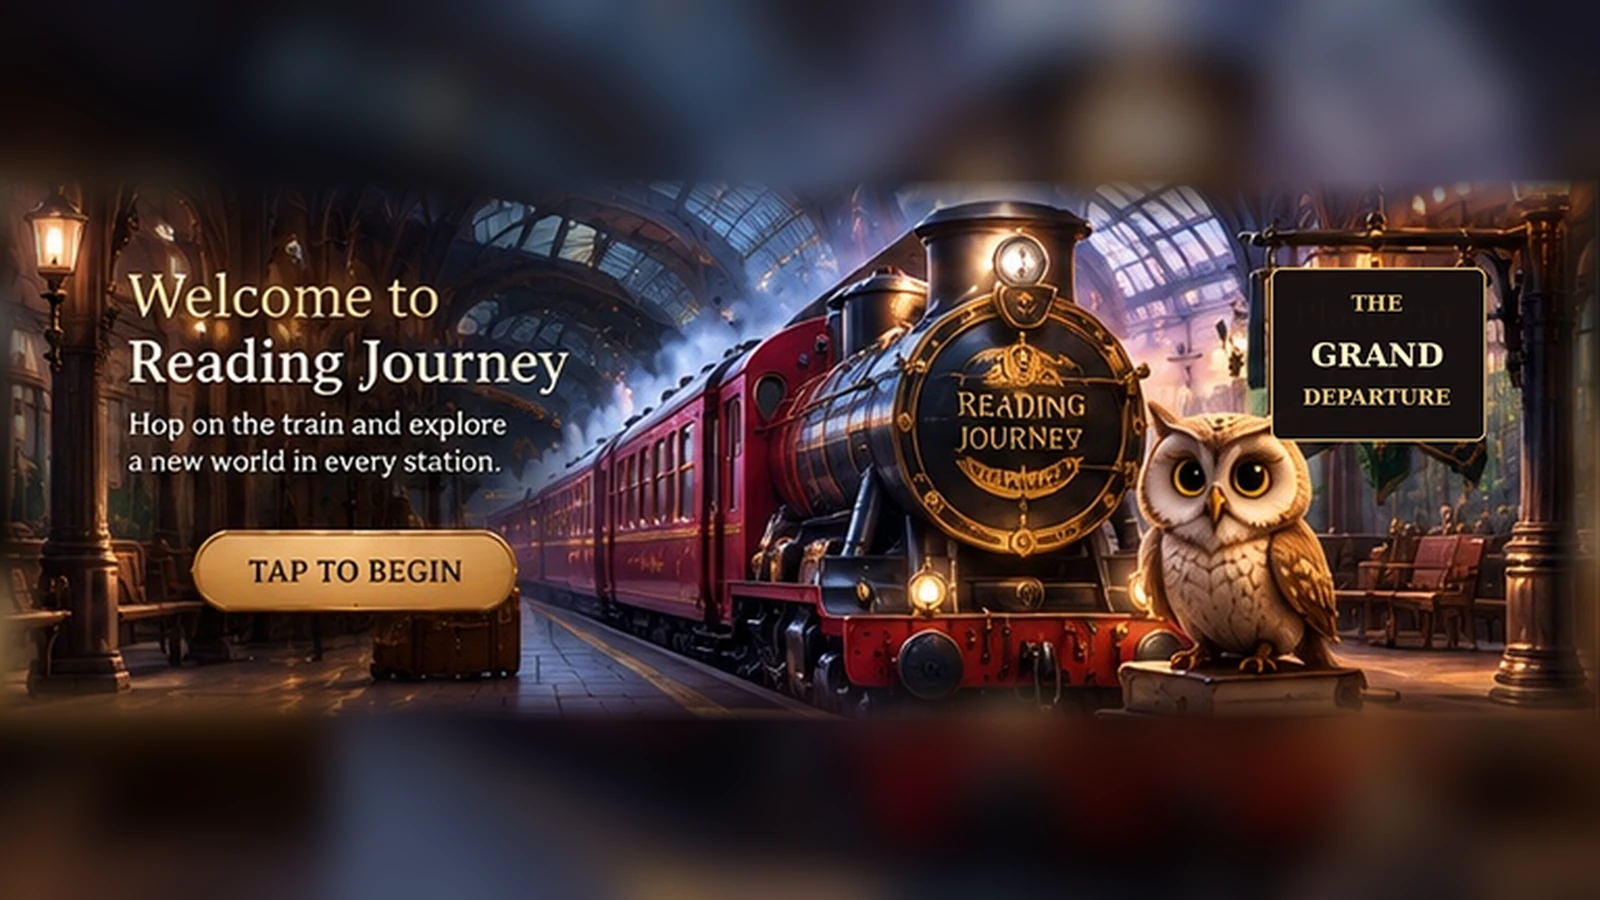 Welcome to
Reading Journey
Hop on the train and explore
a new world in every station.
TAP TO BEGIN
READING
JOURNEY
THE
GRAND
DEPARTURE